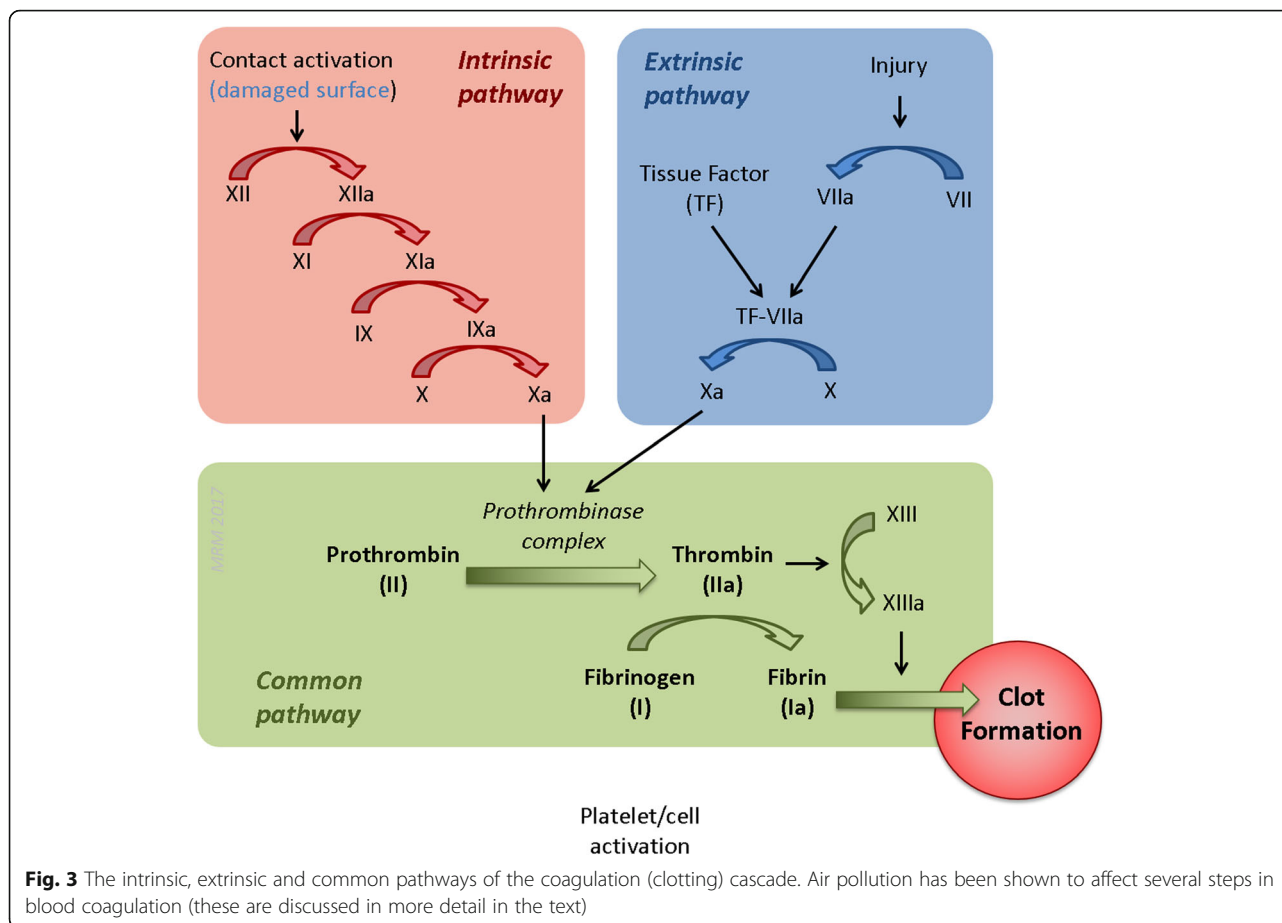 Contact activation
(damaged surface)
Intrinsic
pathway
XII
XIIa
XI
XIa
IX
IXa
X
Xa
Extrinsic
pathway
Injury
Tissue Factor
(TF)
VIIa
VII
TF-VIIa
Xa
X
MRM 2017
Prothrombinase
complex
Prothrombin
(II)
Thrombin
(IIa)
XIII
XIIIa
Fibrinogen
(I)
Fibrin
(Ia)
Common
pathway
Clot
Formation
Platelet/cell
activation
Fig. 3 The intrinsic, extrinsic and common pathways of the coagulation (clotting) cascade. Air pollution has been shown to affect several steps in
blood coagulation (these are discussed in more detail in the text)